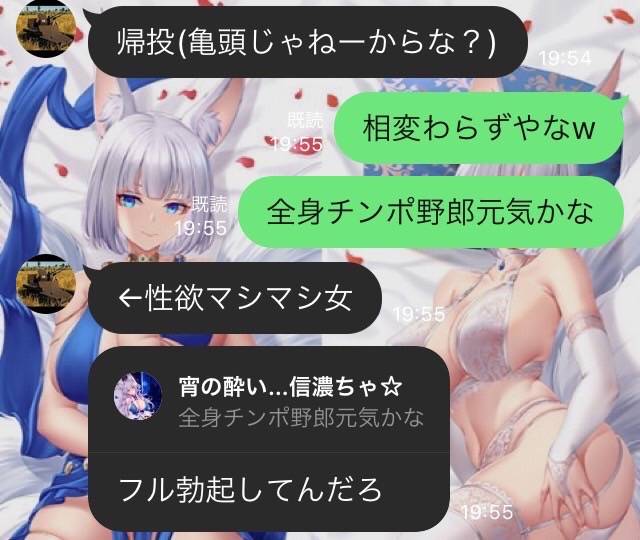 帰投(亀頭じゃねーからな？)
19:54
相変わらずやなw
既読
19:55
全身チンポ野郎元気かな
既読
19:55
←性欲マシマシ女
19:55
宵の酔い...信濃ちゃ☆
全身チンポ野郎元気かな
フル勃起してんだろ
19:55